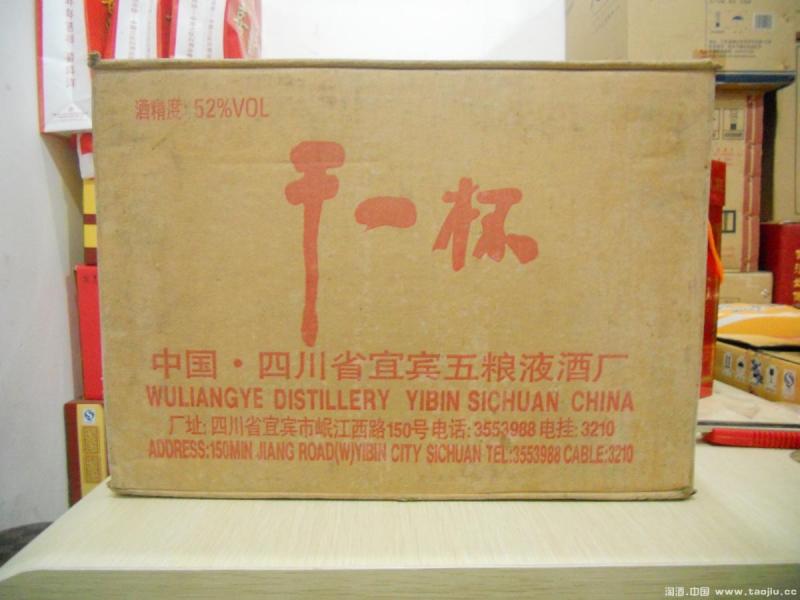 酒精度: 52%VOL
干一杯
中国·四川省宜宾五粮液酒厂
WULIANGYE DISTILLERY YIBIN SICHUAN CHINA
厂址: 四川省宜宾市岷江西路150号 电话: 3553988 电挂: 3210
ADDRESS:150MIN JIANG ROAD(W)YIBIN CITY SICHUAN TEL:3553988 CABLE:3210
淘酒.中国 www.taojiu.cc